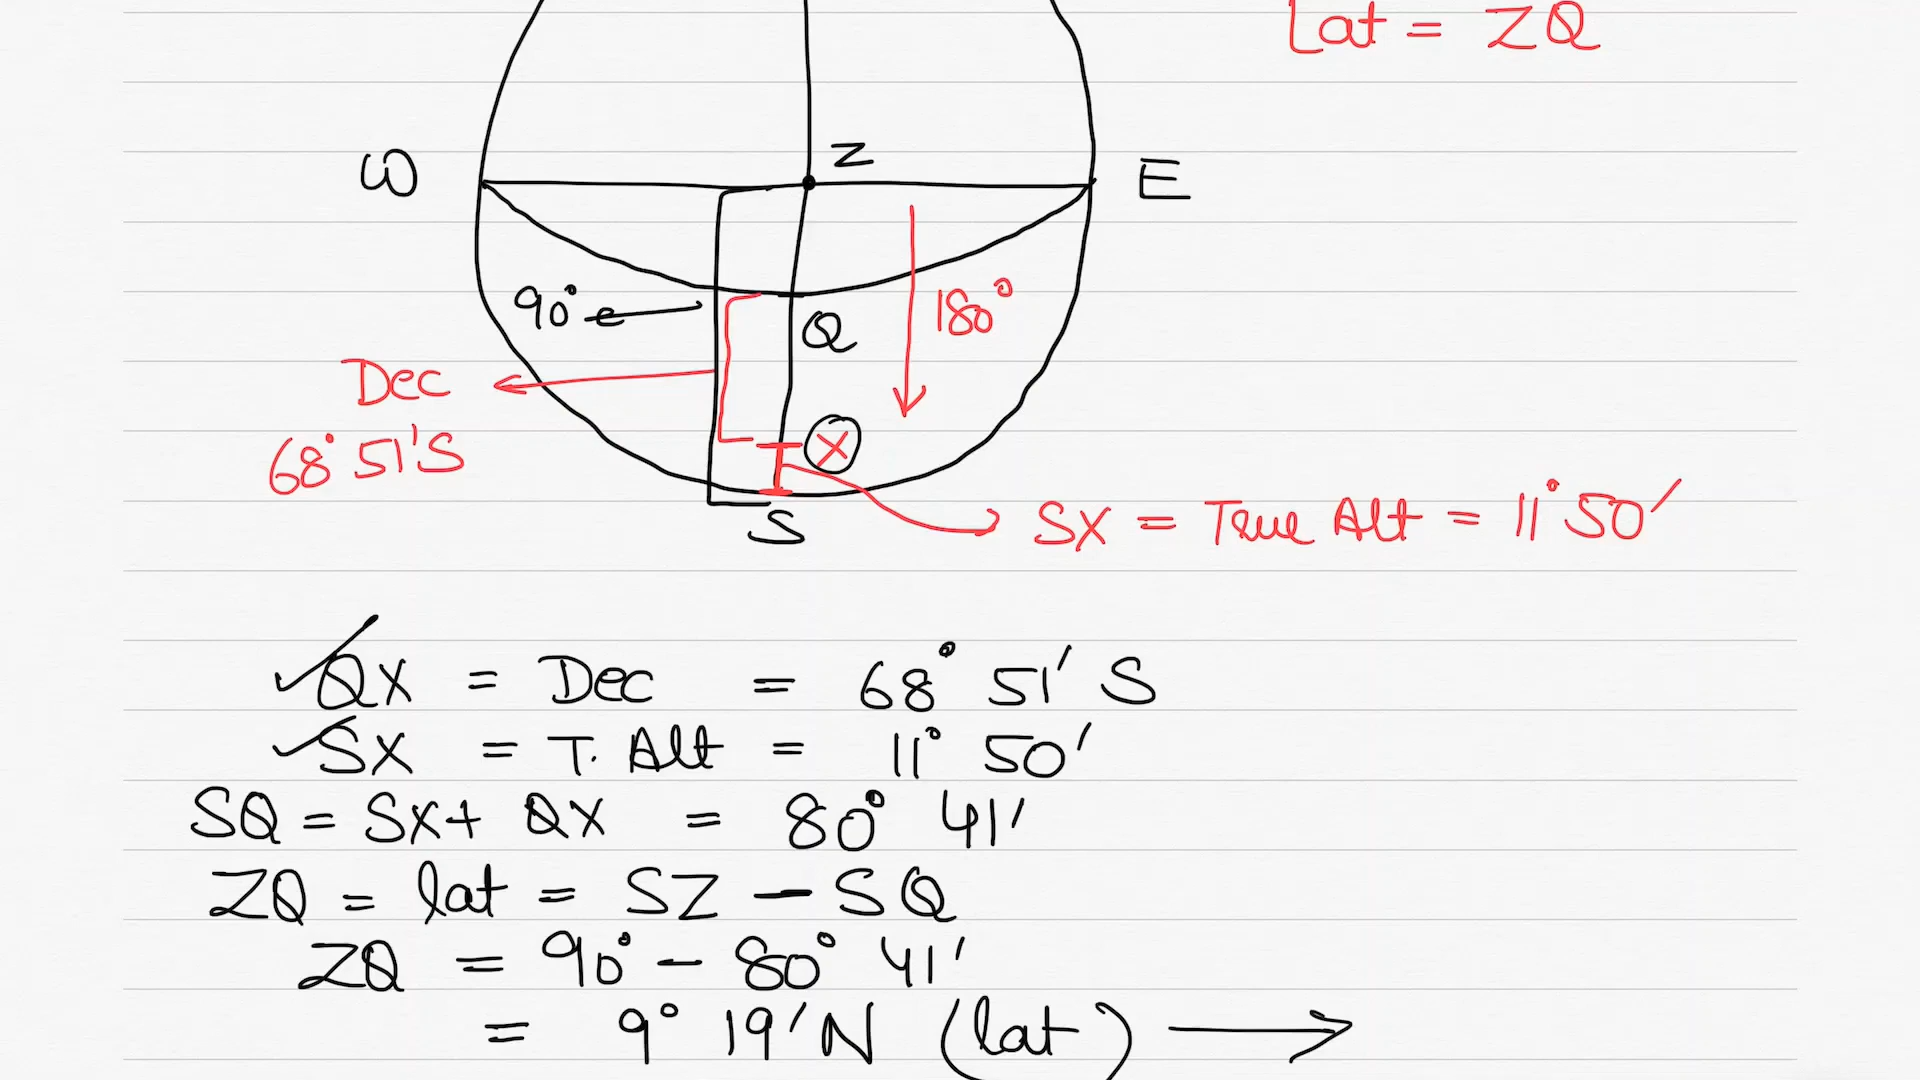 Lat = ZQ
Z
W
E
90°
180°
Q
Dec
68° 51' S
X
S
SX = True Alt = 11° 50'
QX = Dec = 68° 51' S
SX = T. Alt = 11° 50'
SQ = SX + QX = 80° 41'
ZQ = lat = SZ - SQ
ZQ = 90° - 80° 41'
= 9° 19' N (lat)